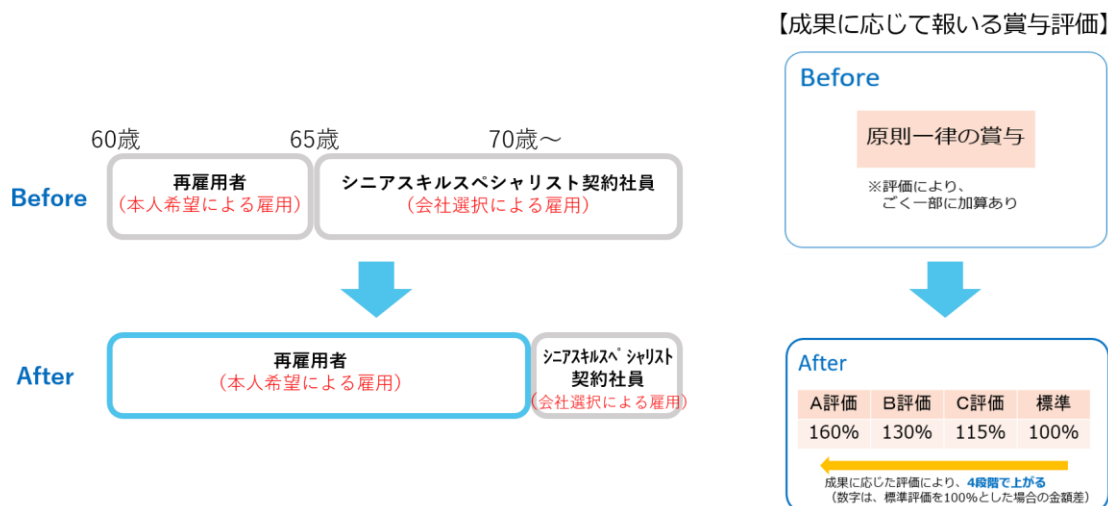 【成果に応じて報いる賞与評価】
60歳 65歳 70歳～
Before
再雇用者
(本人希望による雇用)
シニアスキルスペシャリスト契約社員
(会社選択による雇用)
After
再雇用者
(本人希望による雇用)
シニアスキルスペシャリスト
契約社員
(会社選択による雇用)
Before
原則一律の賞与
※評価により、
ごく一部に加算あり
After
A評価 B評価 C評価 標準
160% 130% 115% 100%
成果に応じた評価により、4段階で上がる
（数字は、標準評価を100%とした場合の金額差）